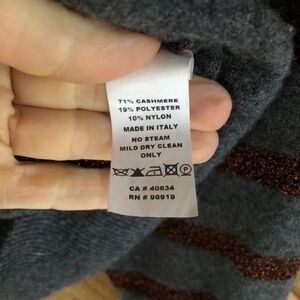 71% CASHMERE
19% POLYESTER
10% NYLON
MADE IN ITALY
NO STEAM
MILD DRY CLEAN
ONLY
CA # 40634
RN # 96919